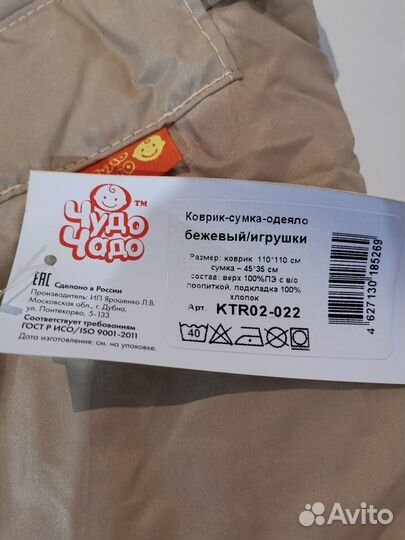 Чудо
Чадо
ЧУДО ЧАДО™
Коврик-сумка-одеяло
бежевый/игрушки
Размер: коврик 110*110 см
сумка – 45*35 см
состав: верх 100%ПЭ с в/о
пропиткой, подкладка 100%
хлопок
Арт. KTR02-022
40
4 627130 185269
ЕАС Сделано в России
Производитель: ИП Ярошенко Л.В.
Московская обл., г. Дубна,
ул. Понтекорво, 5-133
Соответствует требованиям
ГОСТ Р ИСО/ISO 9001-2011
Дата изготовления: см. на упаковке.
Avito